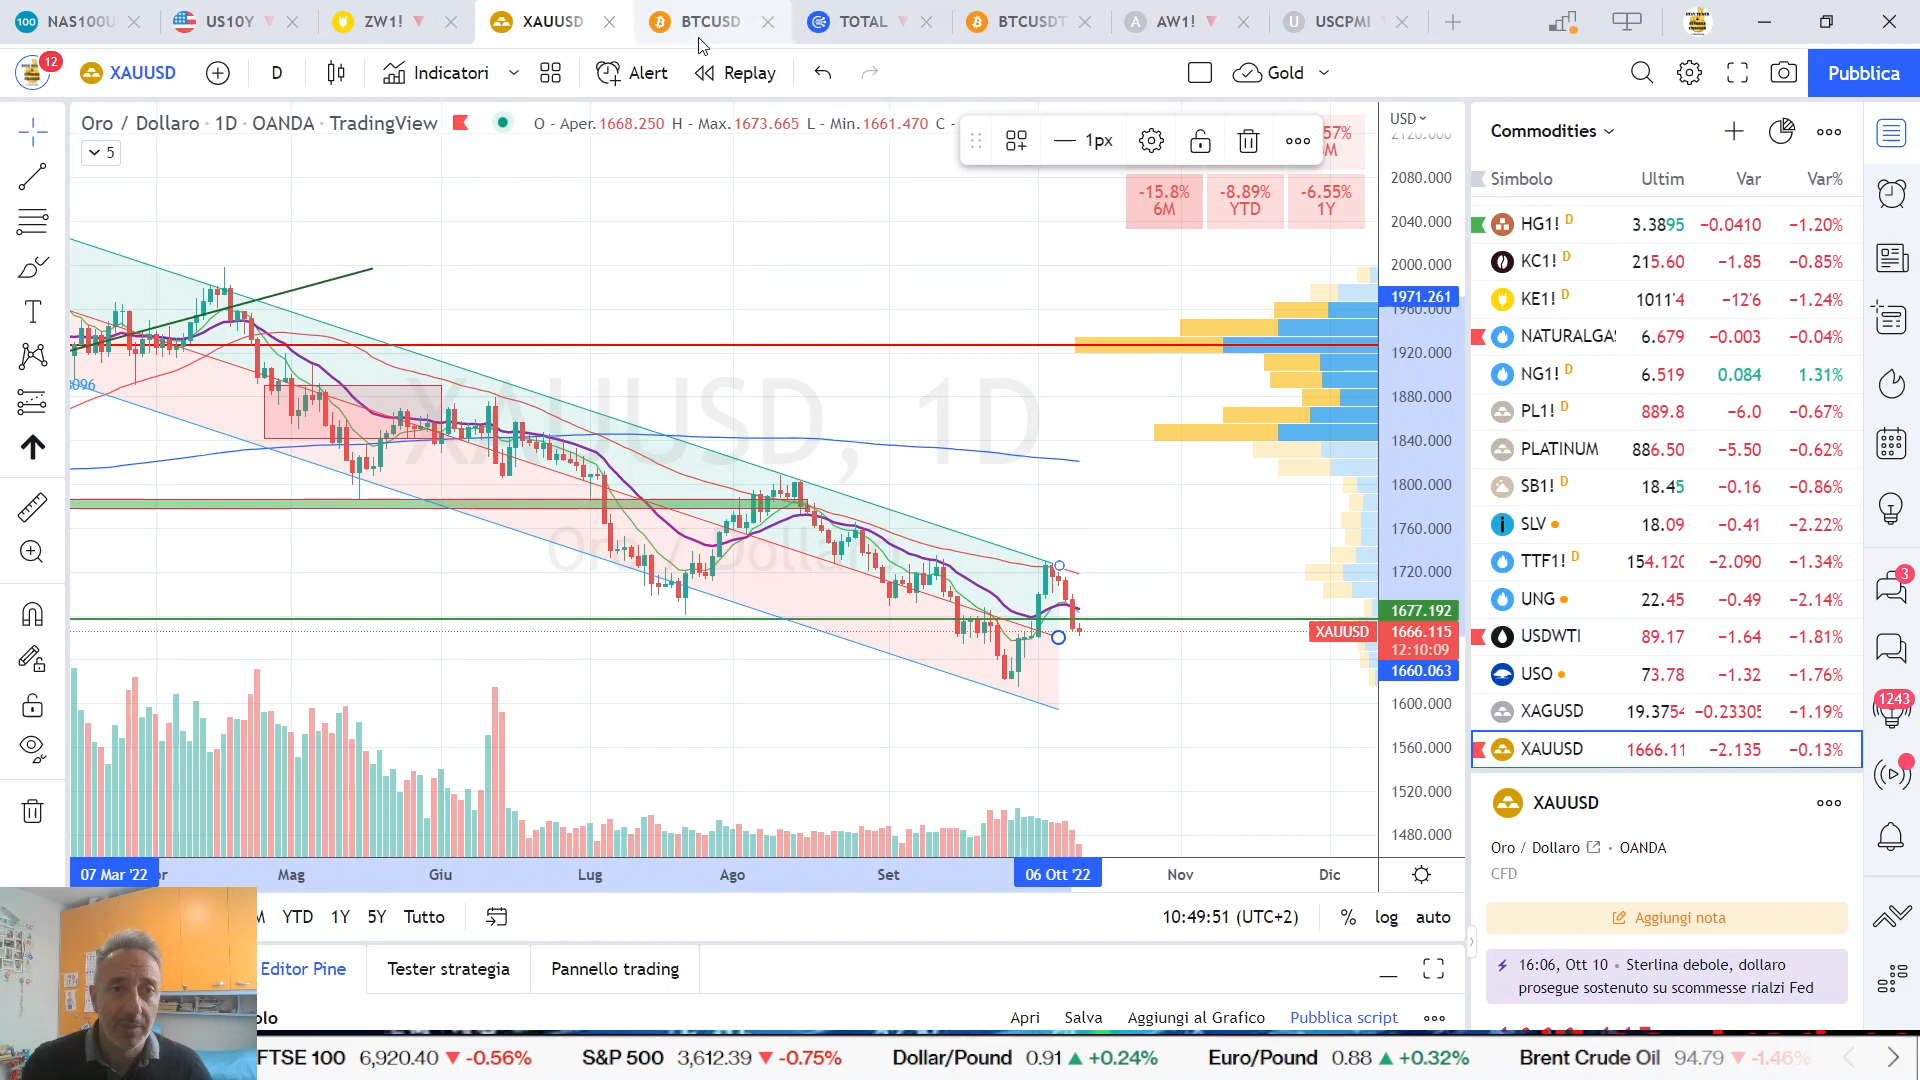 100 NAS100U US10Y ZW1! XAUUSD BTCUSD TOTAL BTCUSDT A AW1! U USCPMI
12 XAUUSD D Indicatori Alert Replay Gold Pubblica
Oro / Dollaro · 1D · OANDA · TradingView O - Aper.1668.250 H - Max.1673.665 L - Min.1661.470 C -
5
1px
57%
M
-15.8%
6M
-8.89%
YTD
-6.55%
1Y
XAUUSD, 1D
Oro / Dollaro
USD
2120.000
2080.000
2040.000
2000.000
1971.261
1960.000
1920.000
1880.000
1840.000
1800.000
1760.000
1720.000
1677.192
XAUUSD 1666.115
12:10:09
1660.063
1600.000
1560.000
1520.000
1480.000
07 Mar '22 Mag Giu Lug Ago Set 06 Ott '22 Nov Dic
YTD 1Y 5Y Tutto 10:49:51 (UTC+2) % log auto
Editor Pine Tester strategia Pannello trading
olo Apri Salva Aggiungi al Grafico Pubblica script
Commodities
Simbolo Ultim Var Var%
HG1! D 3.3895 −0.0410 −1.20%
KC1! D 215.60 −1.85 −0.85%
KE1! D 1011'4 −12'6 −1.24%
NATURALGAS 6.679 −0.003 −0.04%
NG1! D 6.519 0.084 1.31%
PL1! D 889.8 −6.0 −0.67%
PLATINUM 886.50 −5.50 −0.62%
SB1! D 18.45 −0.16 −0.86%
SLV 18.09 −0.41 −2.22%
TTF1! D 154.120 −2.090 −1.34%
UNG 22.45 −0.49 −2.14%
USDWTI 89.17 −1.64 −1.81%
USO 73.78 −1.32 −1.76%
XAGUSD 19.3754 −0.23305 −1.19%
XAUUSD 1666.11 −2.135 −0.13%
XAUUSD
Oro / Dollaro · OANDA
CFD
Aggiungi nota
16:06, Ott 10 • Sterlina debole, dollaro
prosegue sostenuto su scommesse rialzi Fed
3
1243
FTSE 100 6,920.40 ▼ -0.56% S&P 500 3,612.39 ▼ -0.75% Dollar/Pound 0.91 ▲ +0.24% Euro/Pound 0.88 ▲ +0.32% Brent Crude Oil 94.79 ▼ -1.46%